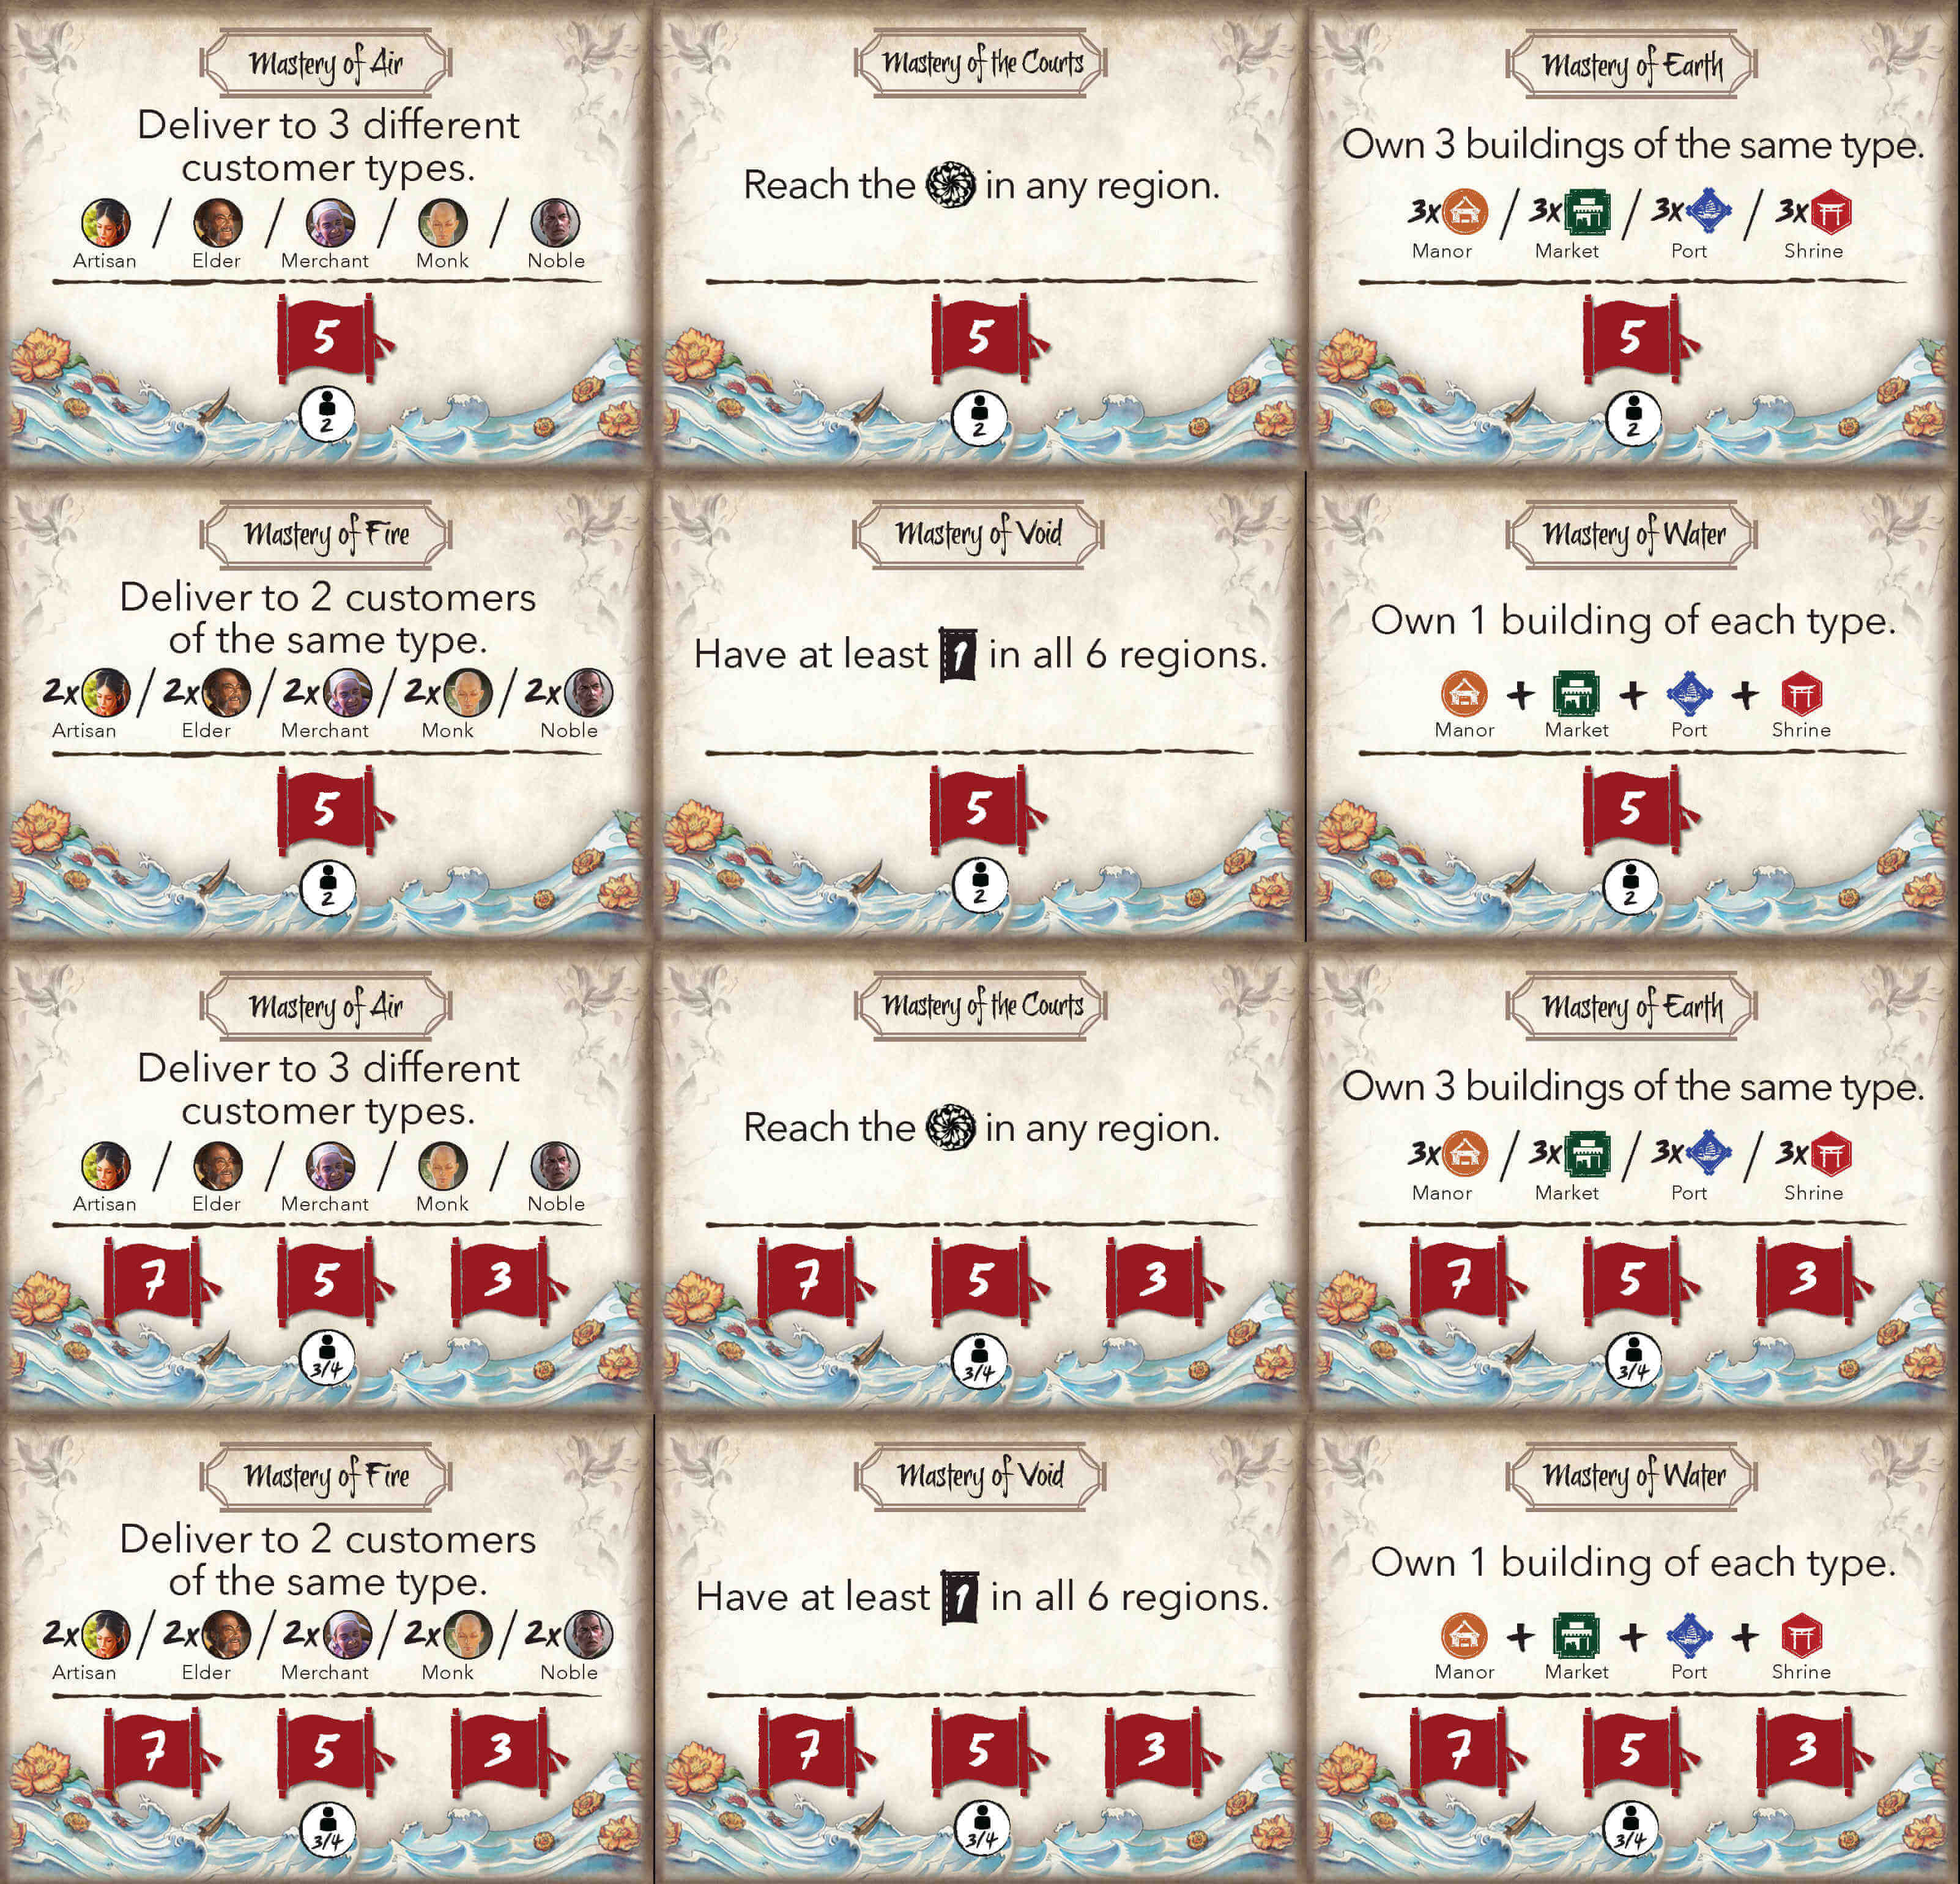 Mastery of Air
Deliver to 3 different
customer types.
/ / / /
Artisan Elder Merchant Monk Noble
5
2
Mastery of the Courts
Reach the in any region.
5
2
Mastery of Earth
Own 3 buildings of the same type.
3x / 3x / 3x / 3x
Manor Market Port Shrine
5
2
Mastery of Fire
Deliver to 2 customers
of the same type.
2x / 2x / 2x / 2x / 2x
Artisan Elder Merchant Monk Noble
5
2
Mastery of Void
Have at least 1 in all 6 regions.
5
2
Mastery of Water
Own 1 building of each type.
+ + +
Manor Market Port Shrine
5
2
Mastery of Air
Deliver to 3 different
customer types.
/ / / /
Artisan Elder Merchant Monk Noble
7 5 3
3/4
Mastery of the Courts
Reach the in any region.
7 5 3
3/4
Mastery of Earth
Own 3 buildings of the same type.
3x / 3x / 3x / 3x
Manor Market Port Shrine
7 5 3
3/4
Mastery of Fire
Deliver to 2 customers
of the same type.
2x / 2x / 2x / 2x / 2x
Artisan Elder Merchant Monk Noble
7 5 3
3/4
Mastery of Void
Have at least 1 in all 6 regions.
7 5 3
3/4
Mastery of Water
Own 1 building of each type.
+ + +
Manor Market Port Shrine
7 5 3
3/4